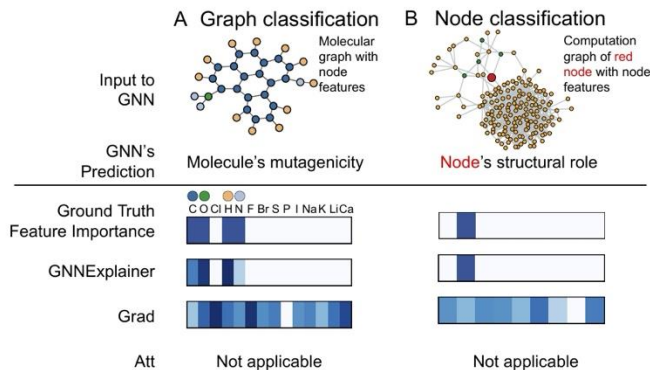 A Graph classification
B Node classification
Input to
GNN
Molecular
graph with
node
features
Computation
graph of red
node with node
features
GNN's
Prediction
Molecule's mutagenicity
Node's structural role
C O Cl H N F Br S P I Na K Li Ca
Ground Truth
Feature Importance
GNNExplainer
Grad
Att
Not applicable
Not applicable